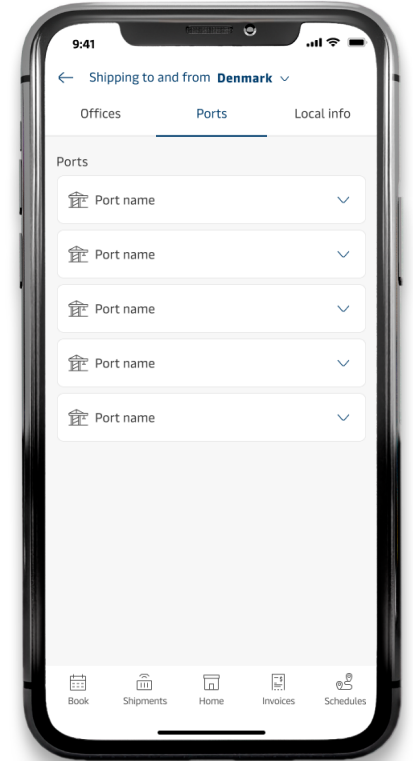 9:41
Shipping to and from Denmark
Offices Ports Local info
Ports
Port name
Port name
Port name
Port name
Port name
Book Shipments Home Invoices Schedules